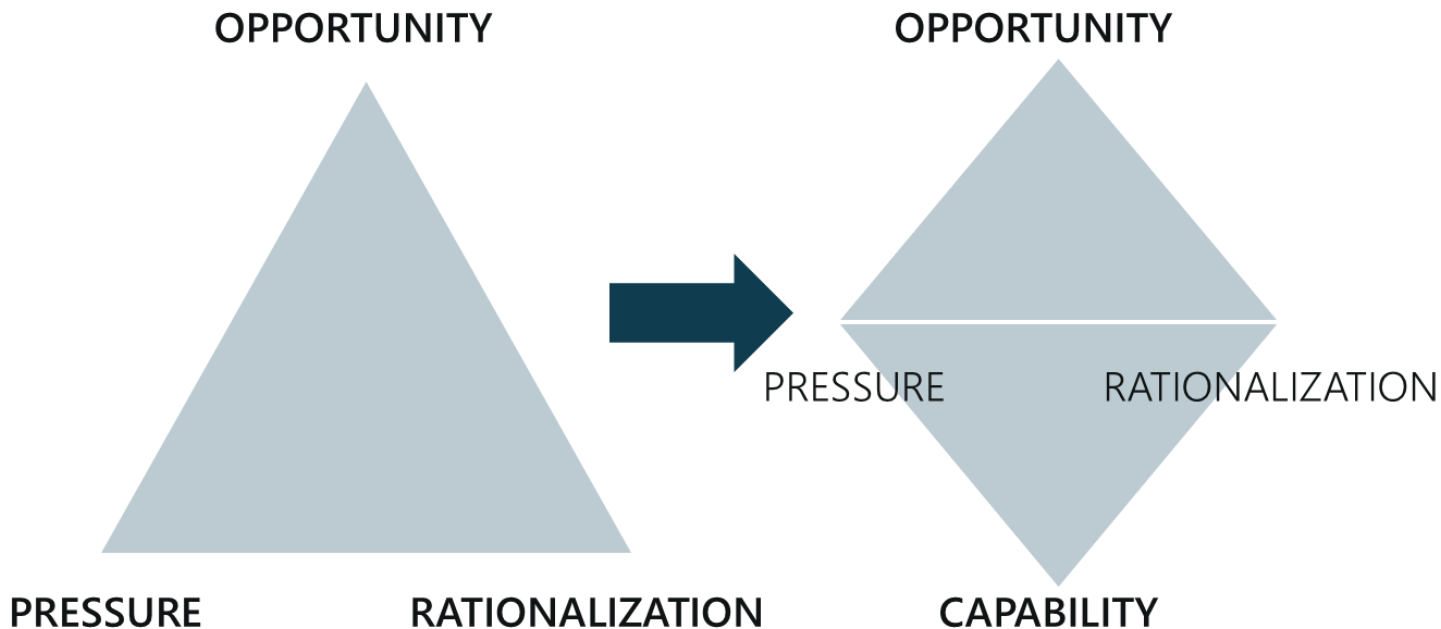 OPPORTUNITY
PRESSURE
RATIONALIZATION
OPPORTUNITY
PRESSURE
RATIONALIZATION
CAPABILITY